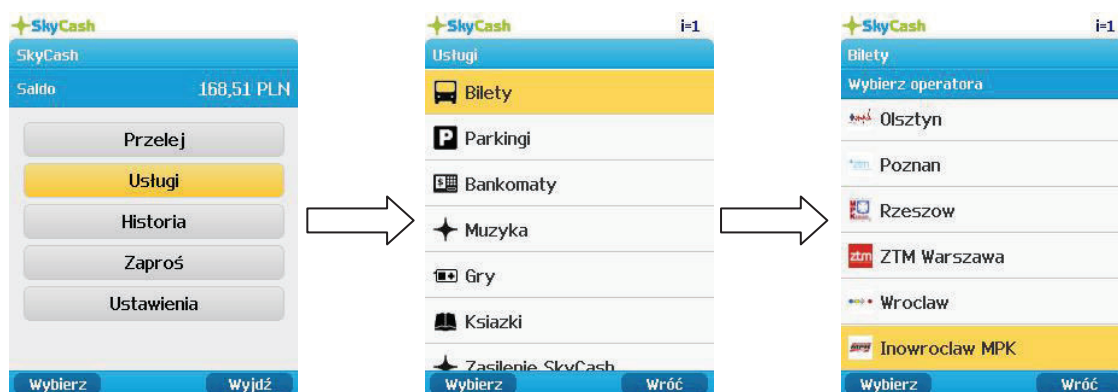 SkyCash
SkyCash
Saldo 168,51 PLN
Przelej
Usługi
Historia
Zaproś
Ustawienia
Wybierz Wyjdź
SkyCash i=1
Usługi
Bilety
Parkingi
Bankomaty
Muzyka
Gry
Ksiazki
Zasilenie SkyCash
Wybierz Wróć
SkyCash i=1
Bilety
Wybierz operatora
Olsztyn
Poznan
Rzeszow
ztm ZTM Warszawa
Wroclaw
Inowroclaw MPK
Wybierz Wróć